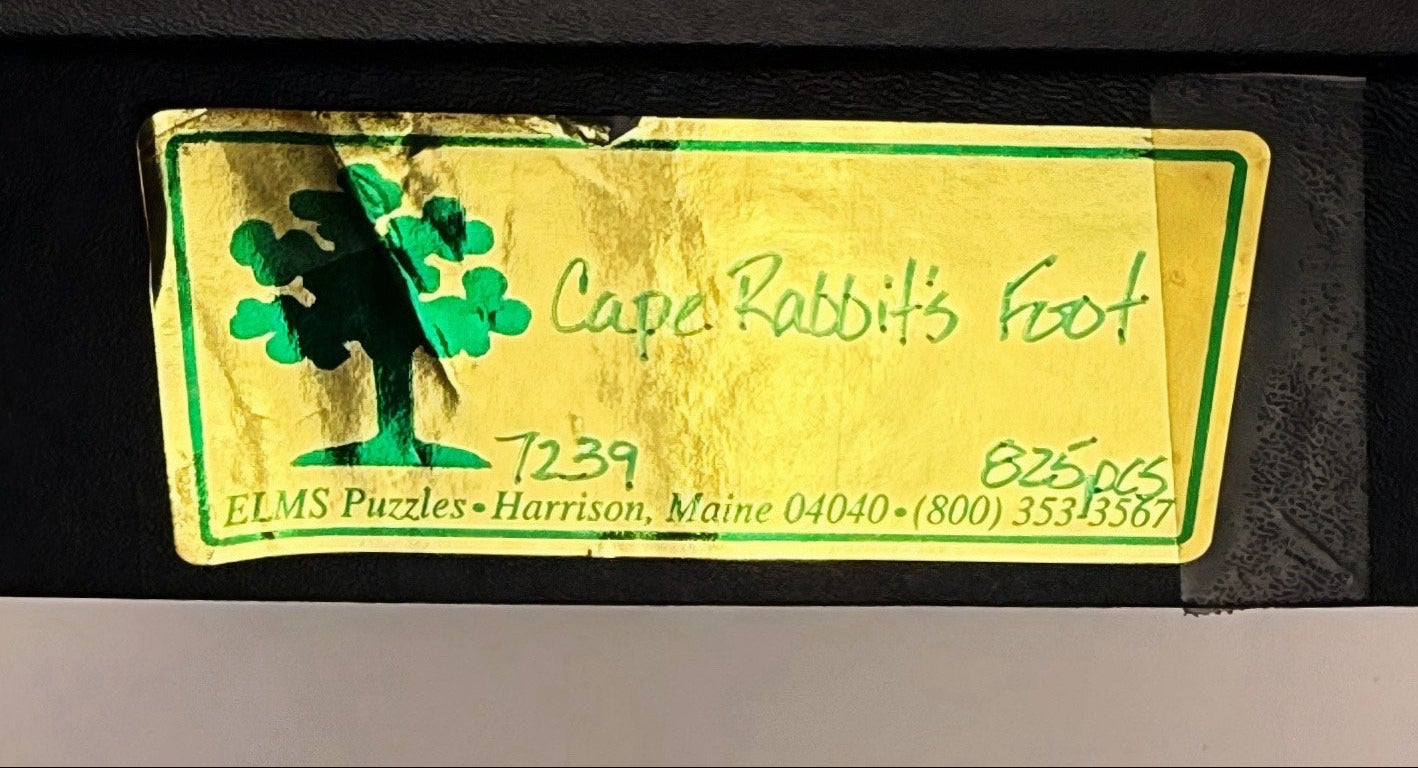 Cape Rabbit's Foot
7239 825pcs
ELMS Puzzles • Harrison, Maine 04040 • (800) 353-3567